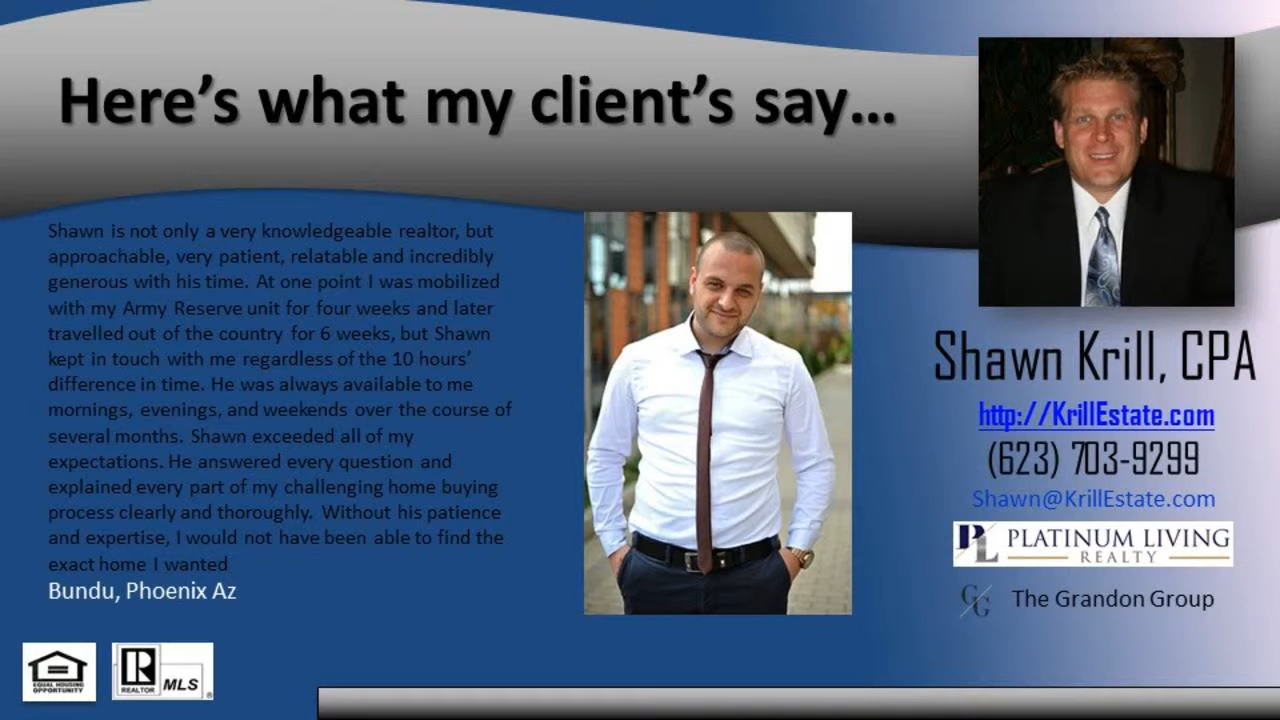 Here's what my client's say…
Shawn is not only a very knowledgeable realtor, but
approachable, very patient, relatable and incredibly
generous with his time. At one point I was mobilized
with my Army Reserve unit for four weeks and later
travelled out of the country for 6 weeks, but Shawn
kept in touch with me regardless of the 10 hours'
difference in time. He was always available to me
mornings, evenings, and weekends over the course of
several months. Shawn exceeded all of my
expectations. He answered every question and
explained every part of my challenging home buying
process clearly and thoroughly. Without his patience
and expertise, I would not have been able to find the
exact home I wanted
Bundu, Phoenix Az
Shawn Krill, CPA
http://KrillEstate.com
(623) 703-9299
Shawn@KrillEstate.com
PL PLATINUM LIVING
REALTY
GG The Grandon Group
EQUAL HOUSING
OPPORTUNITY
R
REALTOR MLS ®